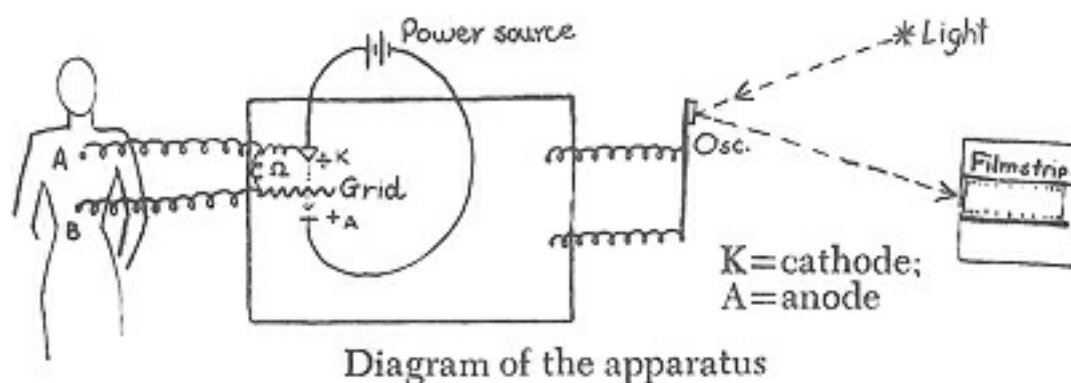 Power source
Light
A
Ω
÷K
Osc.
Grid
Filmstrip
B
+A
K=cathode;
A=anode
Diagram of the apparatus